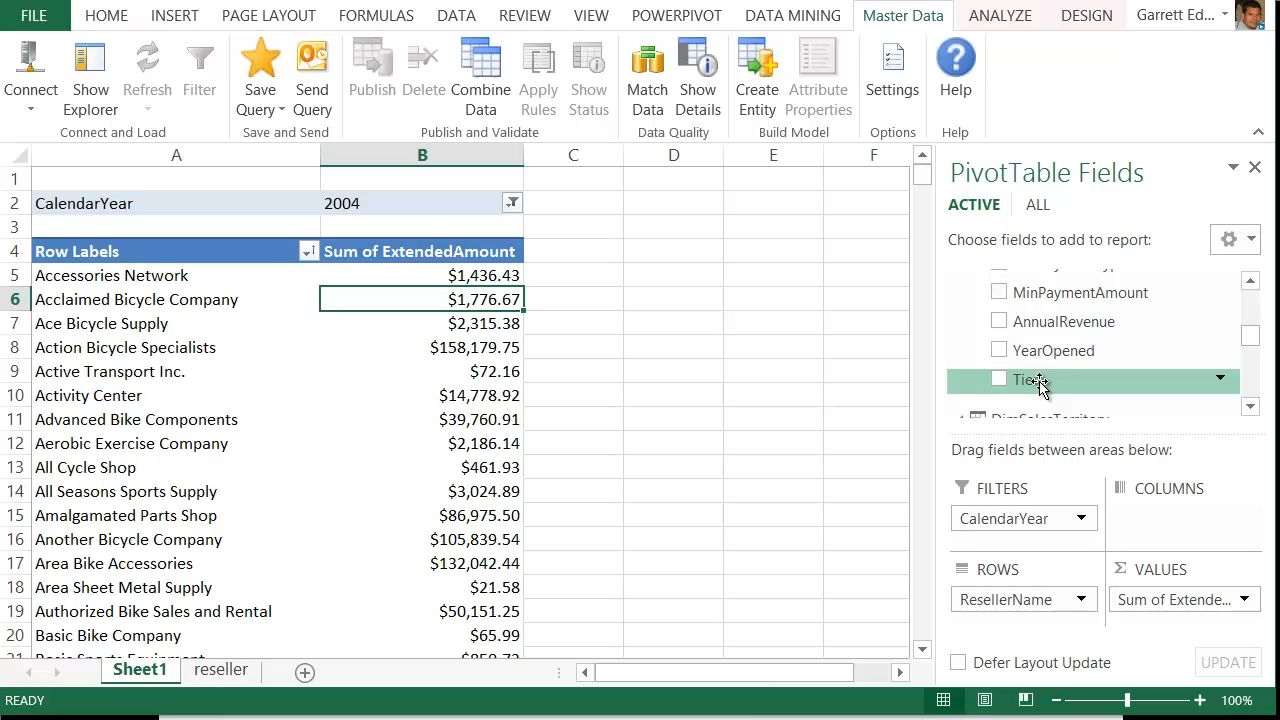 FILE HOME INSERT PAGE LAYOUT FORMULAS DATA REVIEW VIEW POWERPIVOT DATA MINING Master Data ANALYZE DESIGN Garrett Ed...
Connect Show Explorer Refresh Filter Save Query Send Query Publish Delete Combine Data Apply Rules Show Status Match Data Show Details Create Entity Attribute Properties Settings Help
Connect and Load Save and Send Publish and Validate Data Quality Build Model Options Help
A B C D E F
1
2 CalendarYear 2004
3
4 Row Labels Sum of ExtendedAmount
5 Accessories Network $1,436.43
6 Acclaimed Bicycle Company $1,776.67
7 Ace Bicycle Supply $2,315.38
8 Action Bicycle Specialists $158,179.75
9 Active Transport Inc. $72.16
10 Activity Center $14,778.92
11 Advanced Bike Components $39,760.91
12 Aerobic Exercise Company $2,186.14
13 All Cycle Shop $461.93
14 All Seasons Sports Supply $3,024.89
15 Amalgamated Parts Shop $86,975.50
16 Another Bicycle Company $105,839.54
17 Area Bike Accessories $132,042.44
18 Area Sheet Metal Supply $21.58
19 Authorized Bike Sales and Rental $50,151.25
20 Basic Bike Company $65.99
Sheet1 reseller
READY 100%
PivotTable Fields
ACTIVE ALL
Choose fields to add to report:
MinPaymentAmount
AnnualRevenue
YearOpened
DimSalesTerritory
Drag fields between areas below:
FILTERS COLUMNS
CalendarYear
ROWS VALUES
ResellerName Sum of Extende...
Defer Layout Update UPDATE